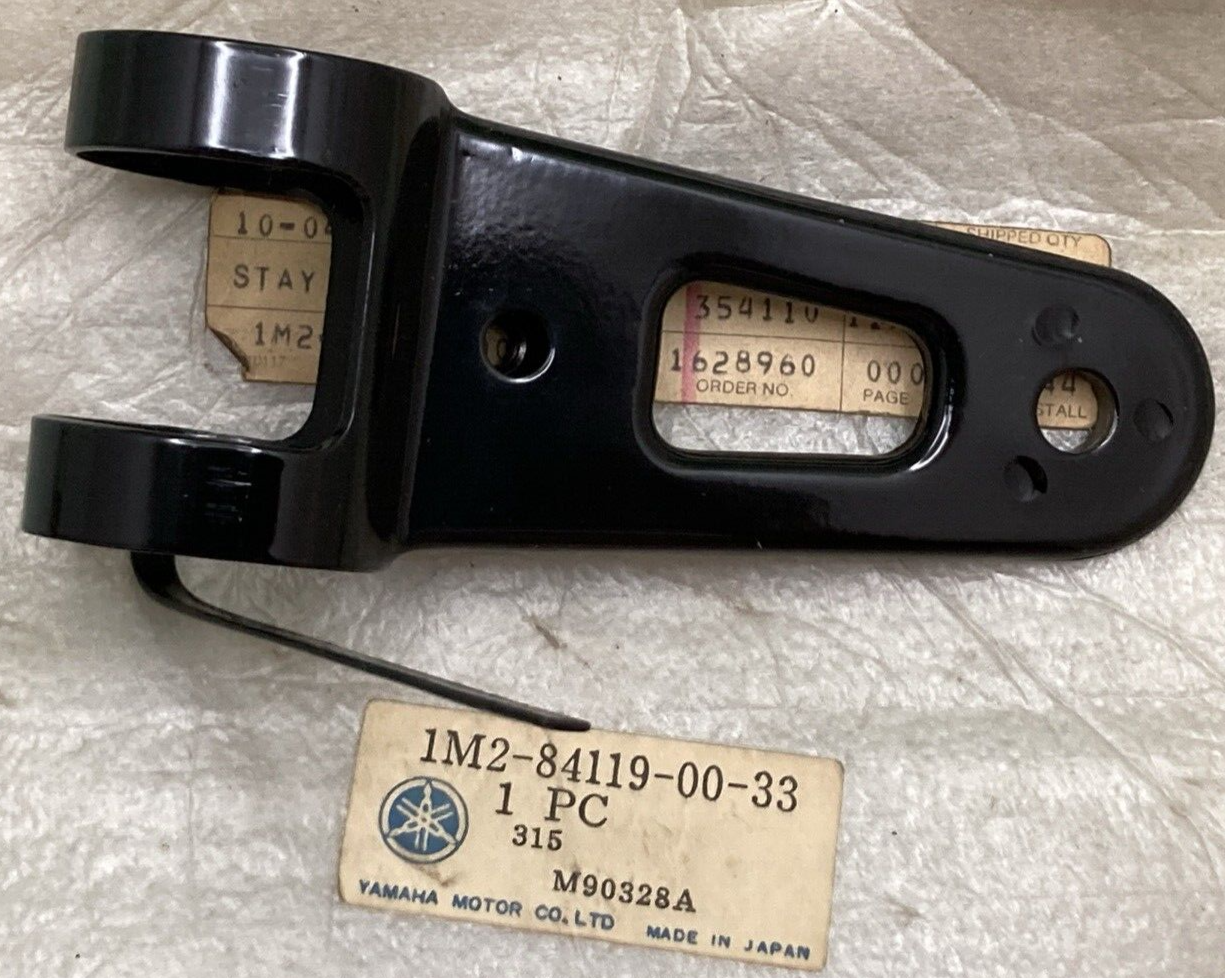 10-0
STAY
1M2-
SHIPPED QTY
354110
1628960 000
ORDER NO. PAGE
44
STALL
1M2-84119-00-33
1 PC
315
M90328A
YAMAHA MOTOR CO. LTD MADE IN JAPAN